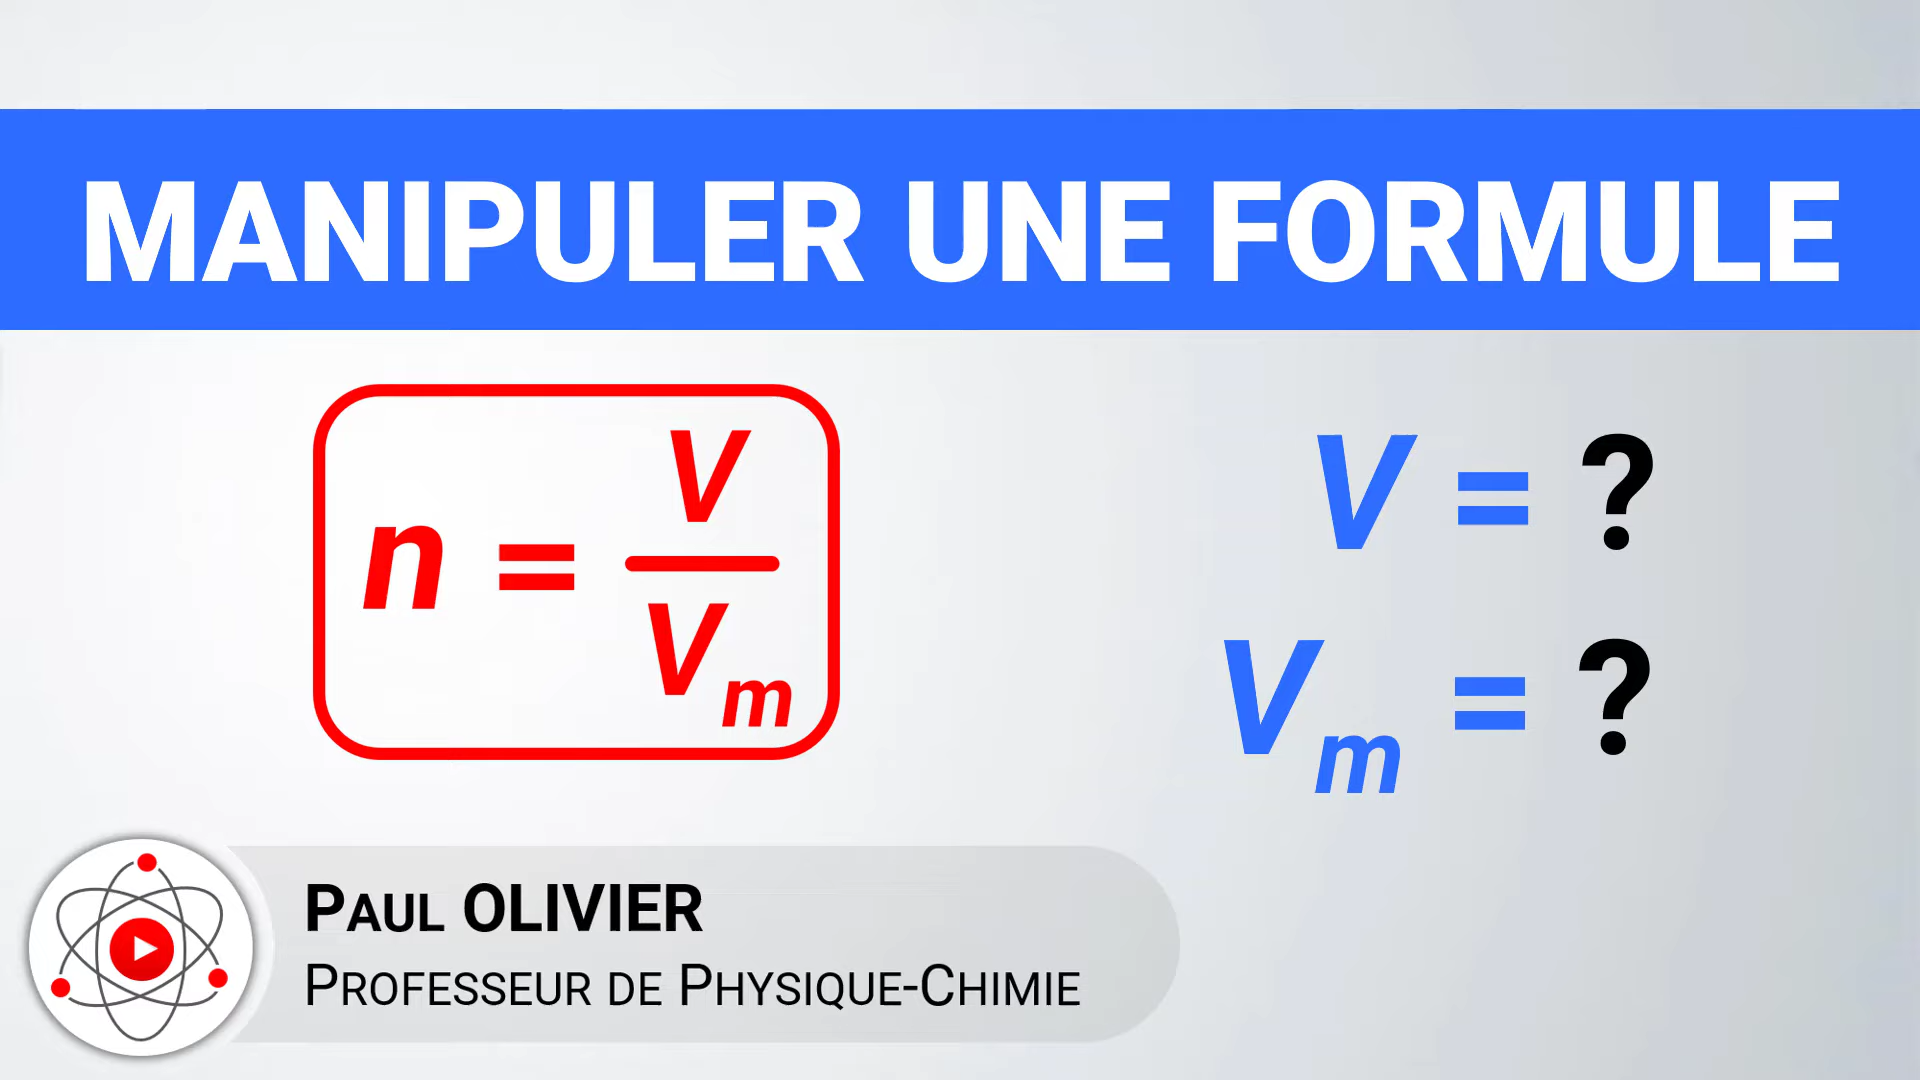 MANIPULER UNE FORMULE
n = V / Vm
V = ?
Vm = ?
PAUL OLIVIER
PROFESSEUR DE PHYSIQUE-CHIMIE